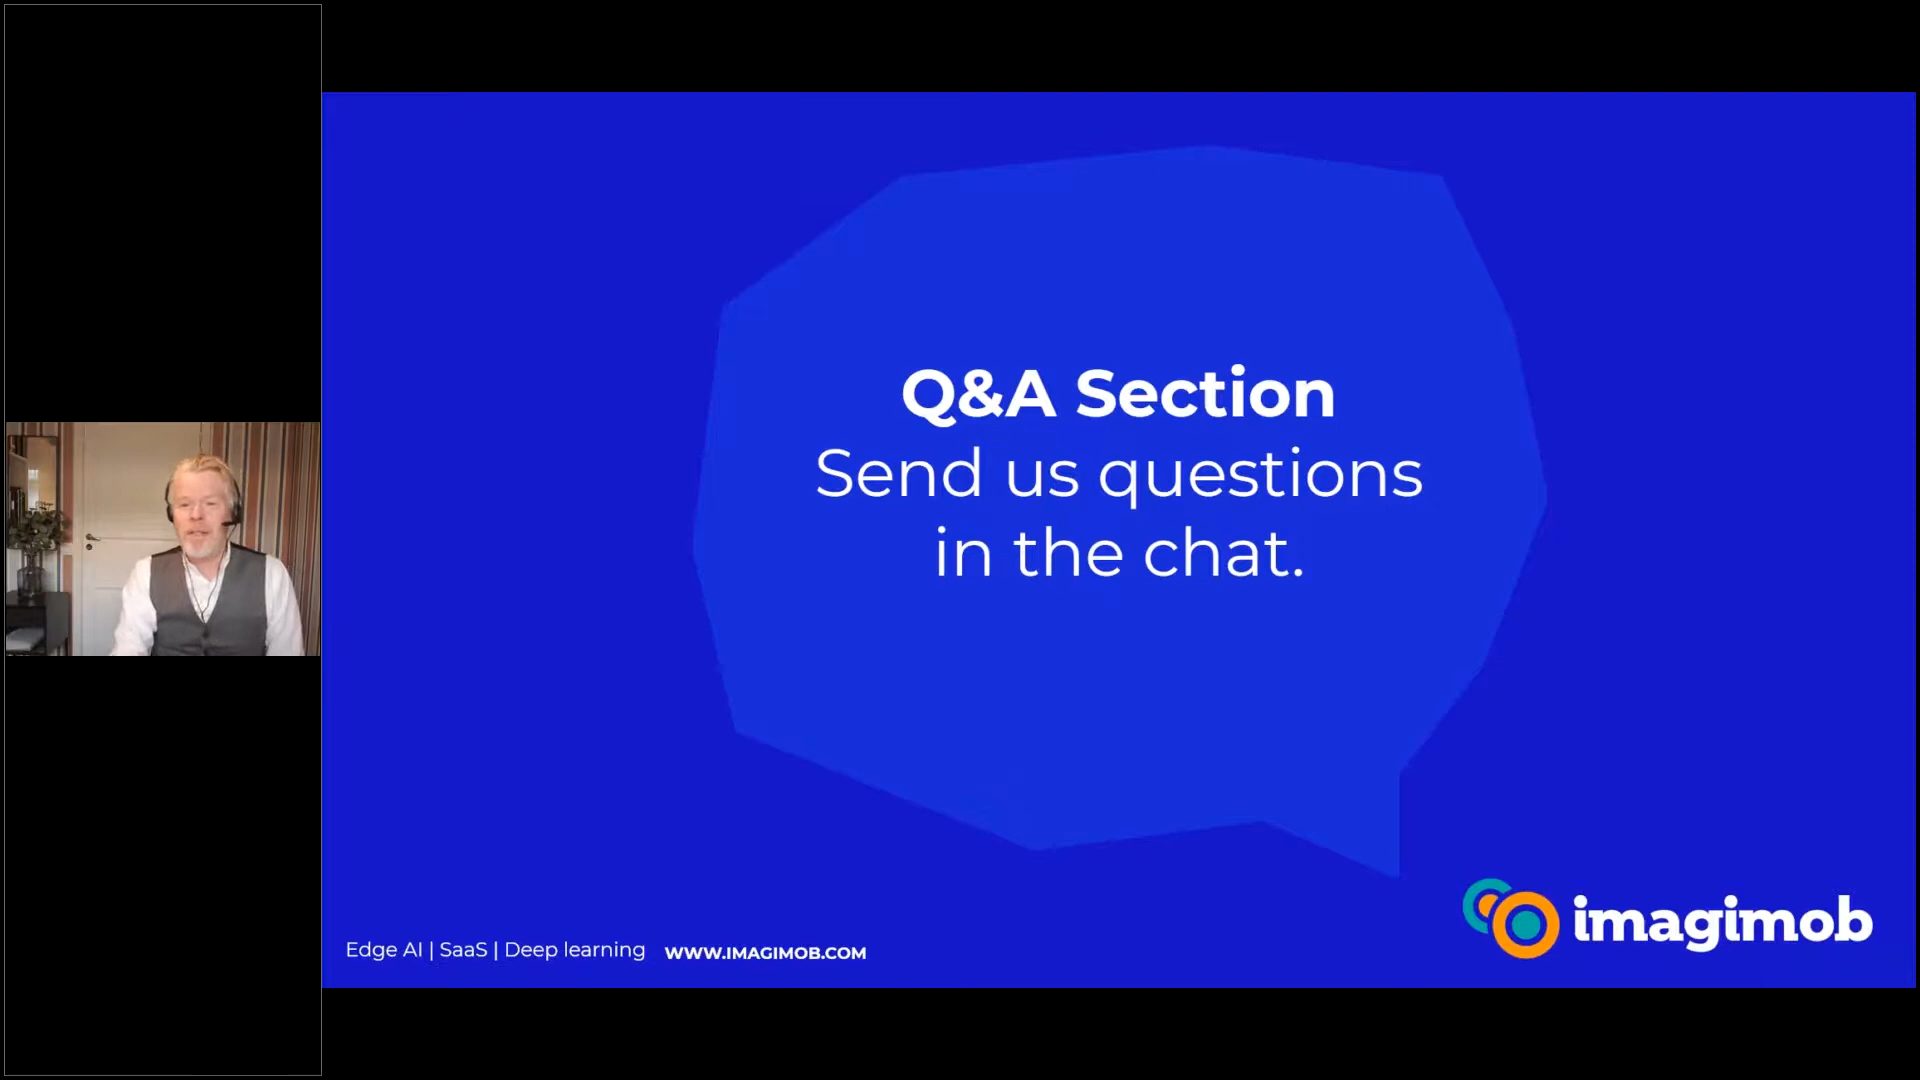 Q&A Section
Send us questions
in the chat.
Edge AI | SaaS | Deep learning WWW.IMAGIMOB.COM
imagimob